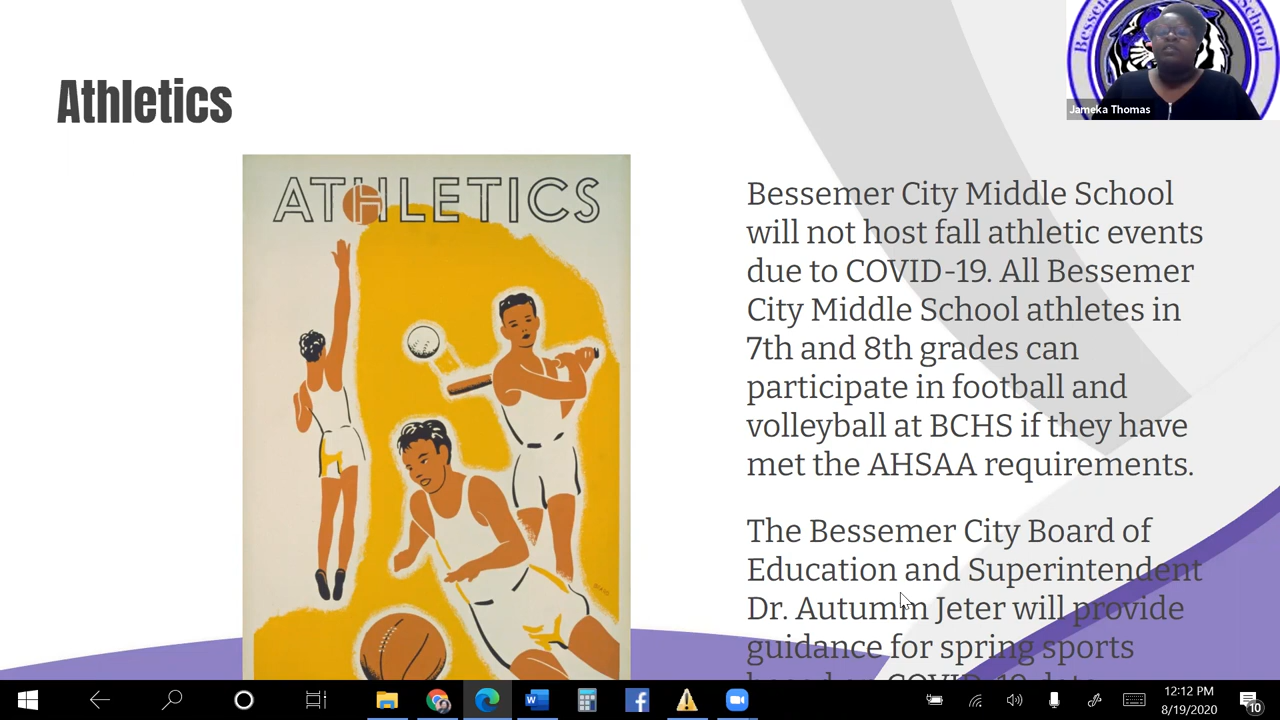 Athletics
ATHLETICS
Bessemer City Middle School
will not host fall athletic events
due to COVID-19. All Bessemer
City Middle School athletes in
7th and 8th grades can
participate in football and
volleyball at BCHS if they have
met the AHSAA requirements.
The Bessemer City Board of
Education and Superintendent
Dr. Autumm Jeter will provide
guidance for spring sports
Jameka Thomas
12:12 PM
8/19/2020
10